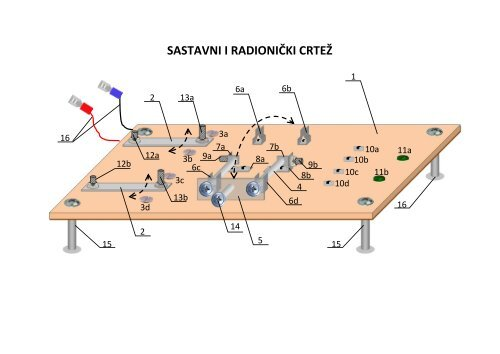 SASTAVNI I RADIONIČKI CRTEŽ
1
6a
6b
2
13a
16
3a
7a
7b
12a
3b
9a
8a
9b
10a
11a
10b
12b
6c
8b
10c
11b
3c
4
10d
13b
6d
16
3d
14
15
2
5
15